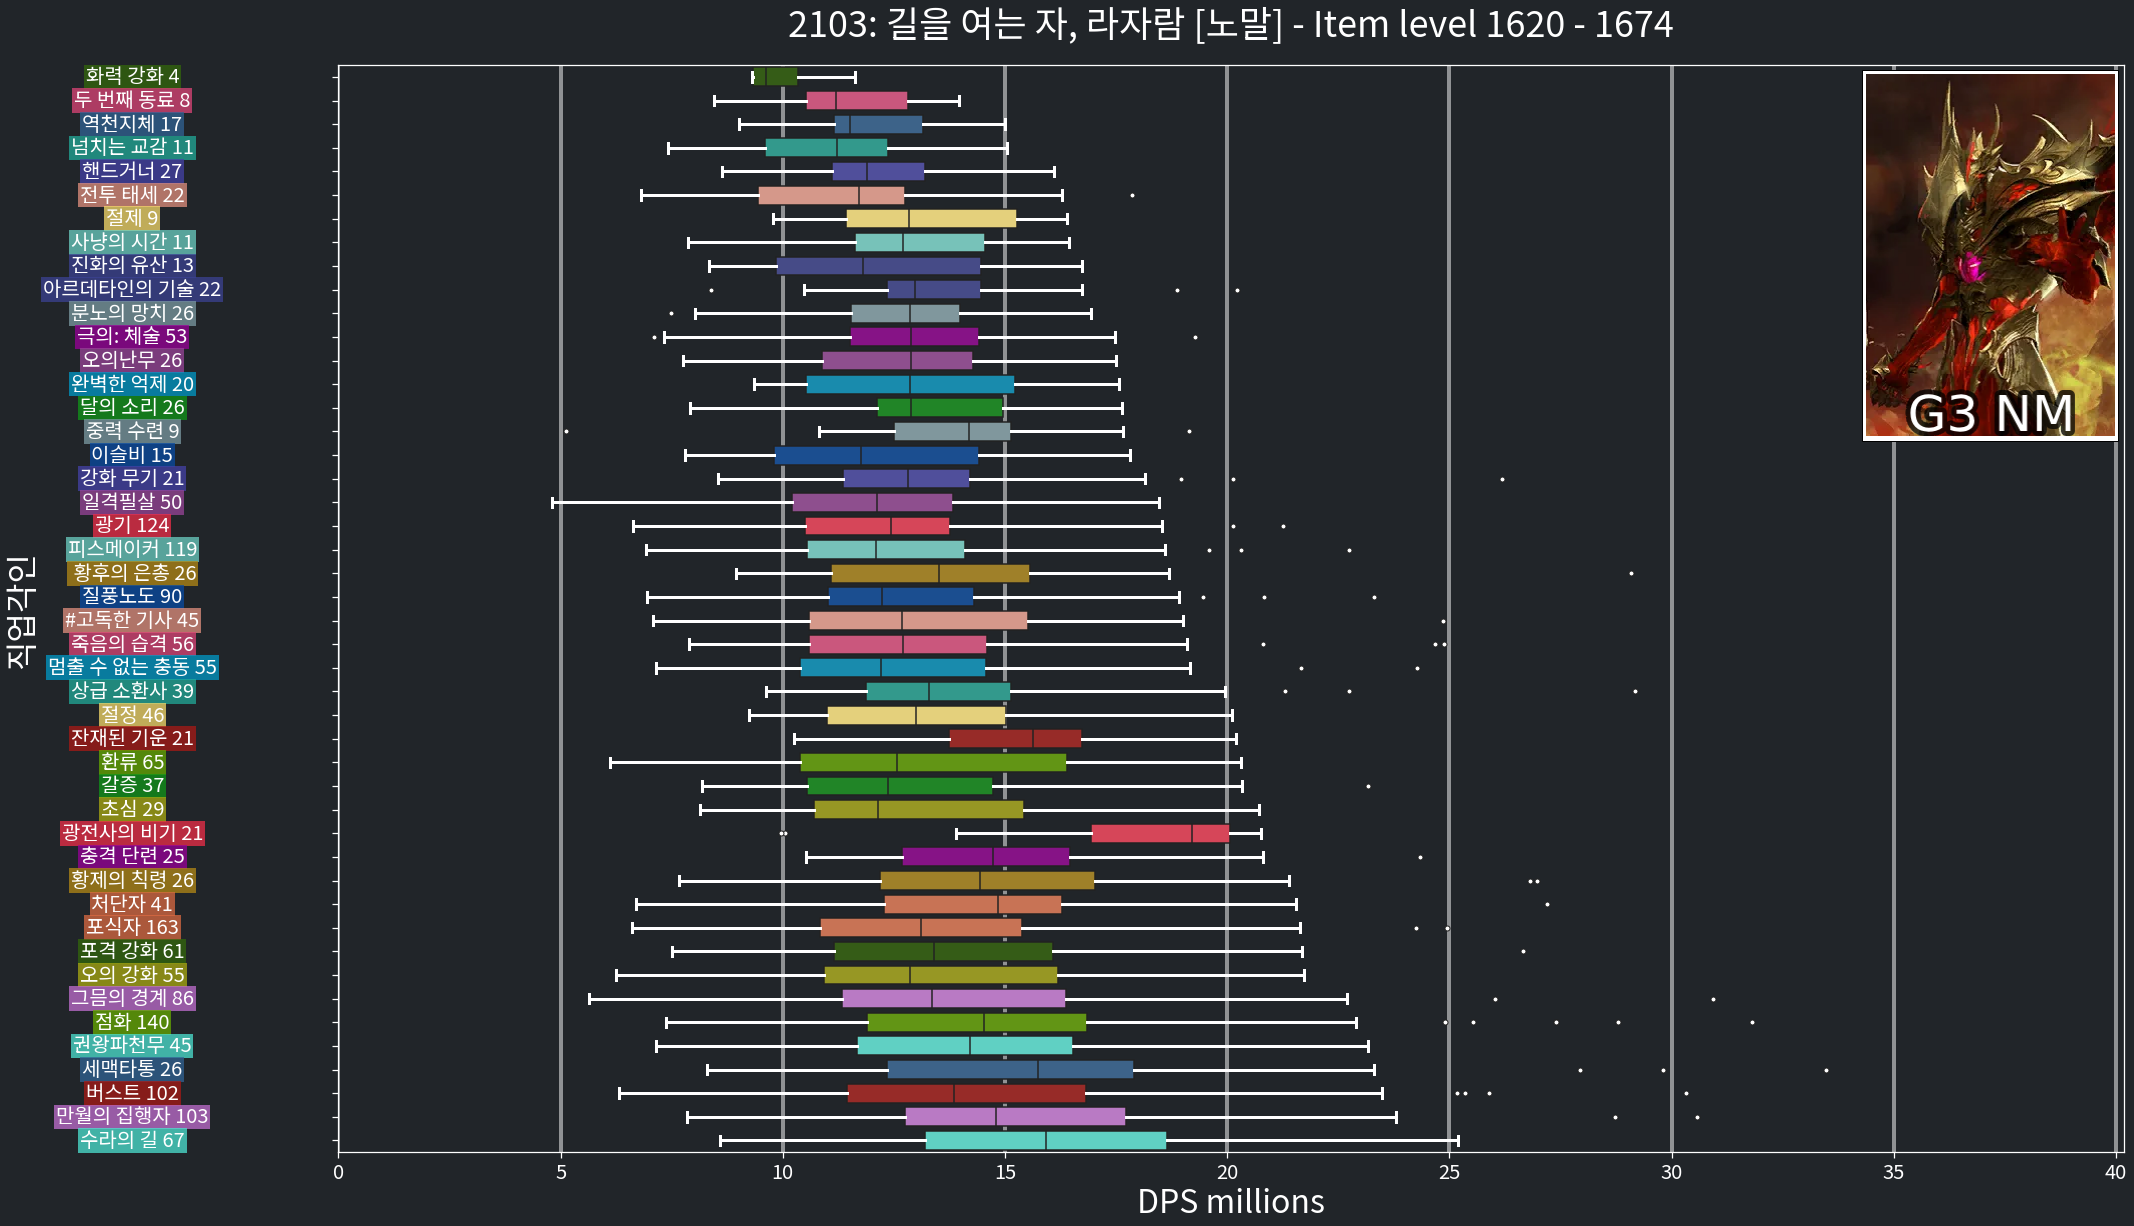 2103: 길을 여는 자, 라자람 [노말] - Item level 1620 - 1674
화력 강화 4
두 번째 동료 8
역천지체 17
넘치는 교감 11
핸드거너 27
전투 태세 22
절제 9
사냥의 시간 11
진화의 유산 13
아르데타인의 기술 22
분노의 망치 26
극의: 체술 53
오의난무 26
완벽한 억제 20
달의 소리 26
중력 수련 9
이슬비 15
강화 무기 21
일격필살 50
광기 124
피스메이커 119
황후의 은총 26
질풍노도 90
#고독한 기사 45
죽음의 습격 56
멈출 수 없는 충동 55
상급 소환사 39
절정 46
잔재된 기운 21
환류 65
갈증 37
초심 29
광전사의 비기 21
충격 단련 25
황제의 칙령 26
처단자 41
포식자 163
포격 강화 61
오의 강화 55
그믐의 경계 86
점화 140
권왕파천무 45
세맥타통 26
버스트 102
만월의 집행자 103
수라의 길 67
직업각인
G3 NM
0 5 10 15 20 25 30 35 40
DPS millions